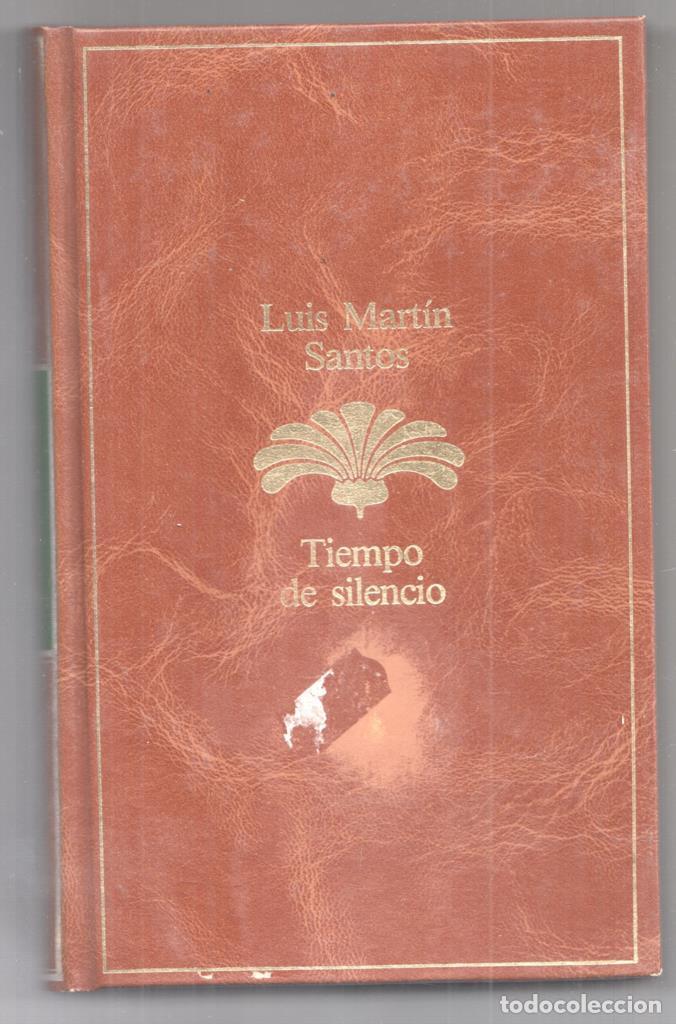 Luis Martín
Santos
Tiempo
de silencio
todocoleccion